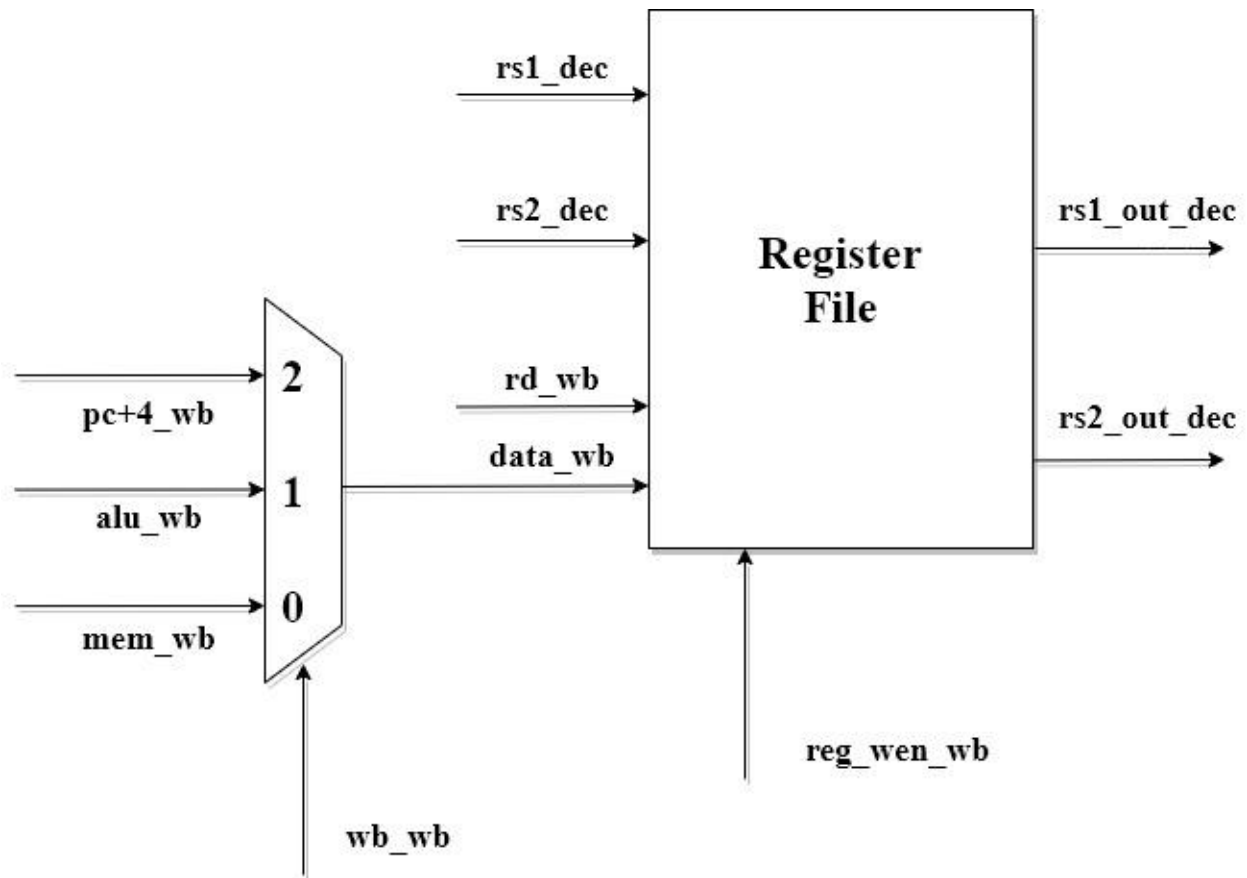 rs1_dec
rs2_dec
Register
File
rs1_out_dec
2
pc+4_wb
rd_wb
data_wb
rs2_out_dec
1
alu_wb
0
mem_wb
reg_wen_wb
wb_wb